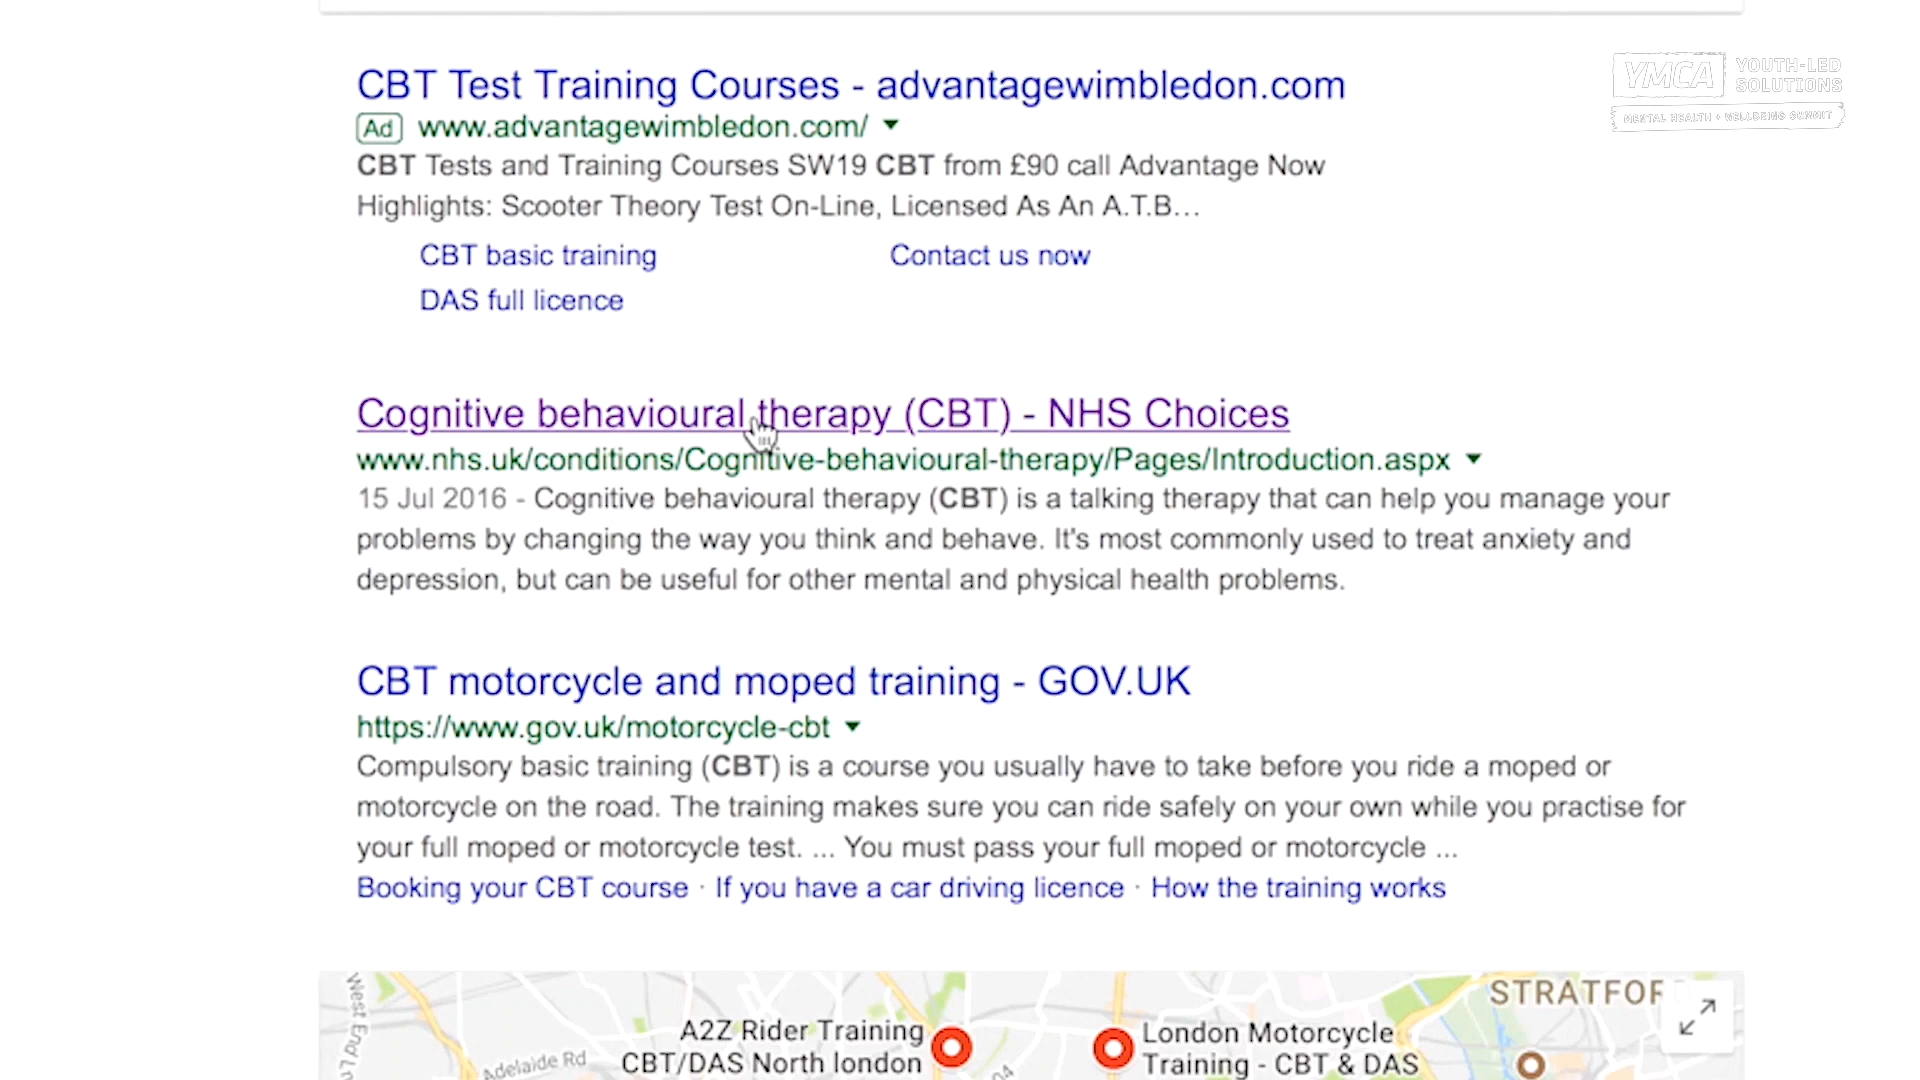 CBT Test Training Courses - advantagewimbledon.com
Ad www.advantagewimbledon.com/
CBT Tests and Training Courses SW19 CBT from £90 call Advantage Now
Highlights: Scooter Theory Test On-Line, Licensed As An A.T.B...
CBT basic training Contact us now
DAS full licence
YMCA YOUTH-LED SOLUTIONS
MENTAL HEALTH + WELLBEING SUMMIT
Cognitive behavioural therapy (CBT) - NHS Choices
www.nhs.uk/conditions/Cognitive-behavioural-therapy/Pages/Introduction.aspx
15 Jul 2016 - Cognitive behavioural therapy (CBT) is a talking therapy that can help you manage your
problems by changing the way you think and behave. It's most commonly used to treat anxiety and
depression, but can be useful for other mental and physical health problems.
CBT motorcycle and moped training - GOV.UK
https://www.gov.uk/motorcycle-cbt
Compulsory basic training (CBT) is a course you usually have to take before you ride a moped or
motorcycle on the road. The training makes sure you can ride safely on your own while you practise for
your full moped or motorcycle test. ... You must pass your full moped or motorcycle ...
Booking your CBT course · If you have a car driving licence · How the training works
West End Ln
Adelaide Rd
A2Z Rider Training
CBT/DAS North london
London Motorcycle
Training - CBT & DAS